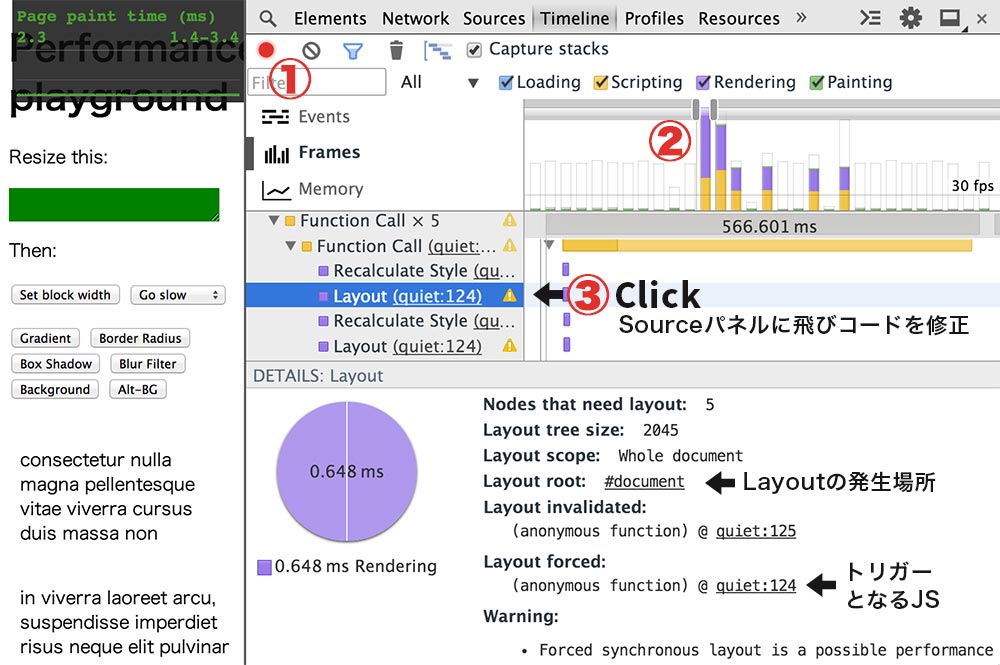 Page paint time (ms)
2.3 1.4-3.4
Performance
playground
Resize this:
Then:
Set block width Go slow
Gradient Border Radius
Box Shadow Blur Filter
Background Alt-BG
consectetur nulla
magna pellentesque
vitae viverra cursus
duis massa non
in viverra laoreet arcu,
suspendisse imperdiet
risus neque elit pulvinar
Elements Network Sources Timeline Profiles Resources »
Capture stacks
Filter ① All Loading Scripting Rendering Painting
Events
Frames
Memory
②
30 fps
Function Call × 5
566.601 ms
Function Call (quiet:...
Recalculate Style (qu...
Layout (quiet:124)
③ Click
Sourceパネルに飛びコードを修正
Recalculate Style (qu...
Layout (quiet:124)
DETAILS: Layout
0.648 ms
0.648 ms Rendering
Nodes that need layout: 5
Layout tree size: 2045
Layout scope: Whole document
Layout root: #document
Layoutの発生場所
Layout invalidated:
(anonymous function) @ quiet:125
Layout forced:
(anonymous function) @ quiet:124
トリガー
となるJS
Warning:
• Forced synchronous layout is a possible performance